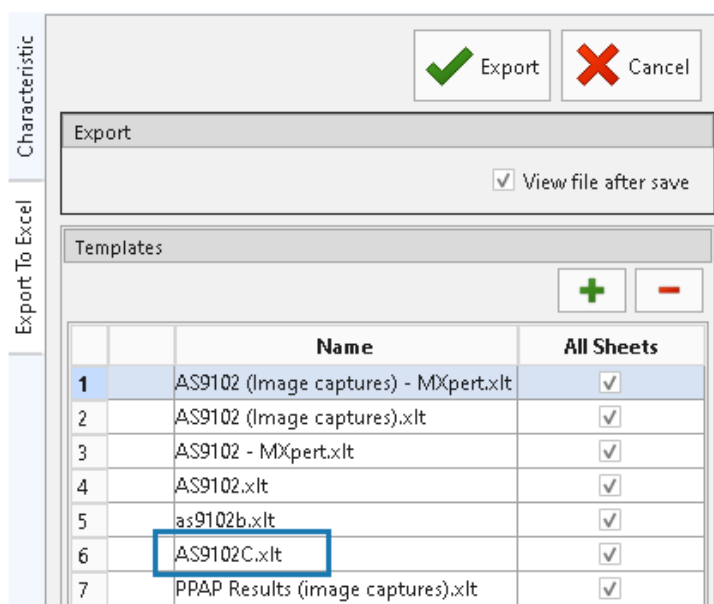 Characteristic
Export To Excel
Export
Cancel
Export
View file after save
Templates
Name All Sheets
1 AS9102 (Image captures) - MXpert.xlt
2 AS9102 (Image captures).xlt
3 AS9102 - MXpert.xlt
4 AS9102.xlt
5 as9102b.xlt
6 AS9102C.xlt
7 PPAP Results (image captures).xlt